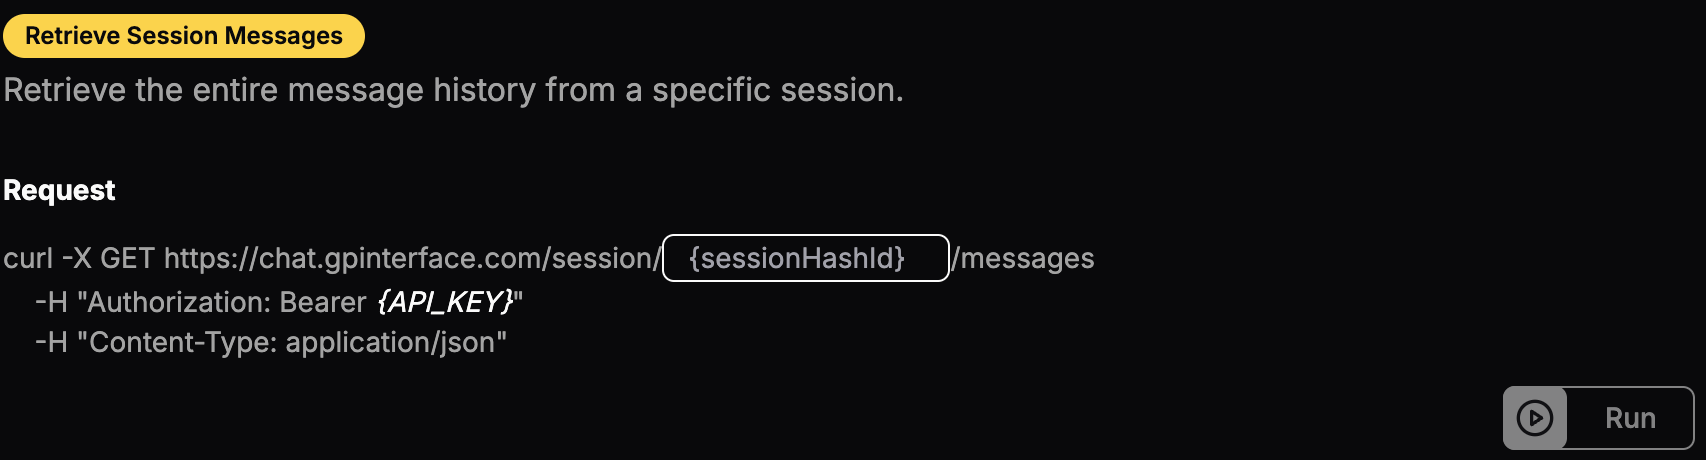 Retrieve Session Messages
Retrieve the entire message history from a specific session.
Request
curl -X GET https://chat.gpinterface.com/session/ {sessionHashId} /messages
-H "Authorization: Bearer {API_KEY}"
-H "Content-Type: application/json"
Run